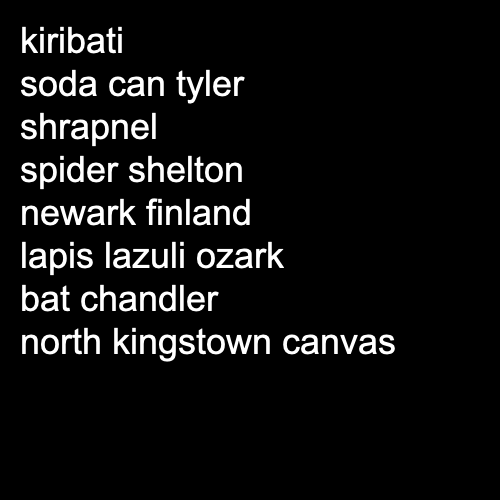 kiribati
soda can tyler
shrapnel
spider shelton
newark finland
lapis lazuli ozark
bat chandler
north kingstown canvas